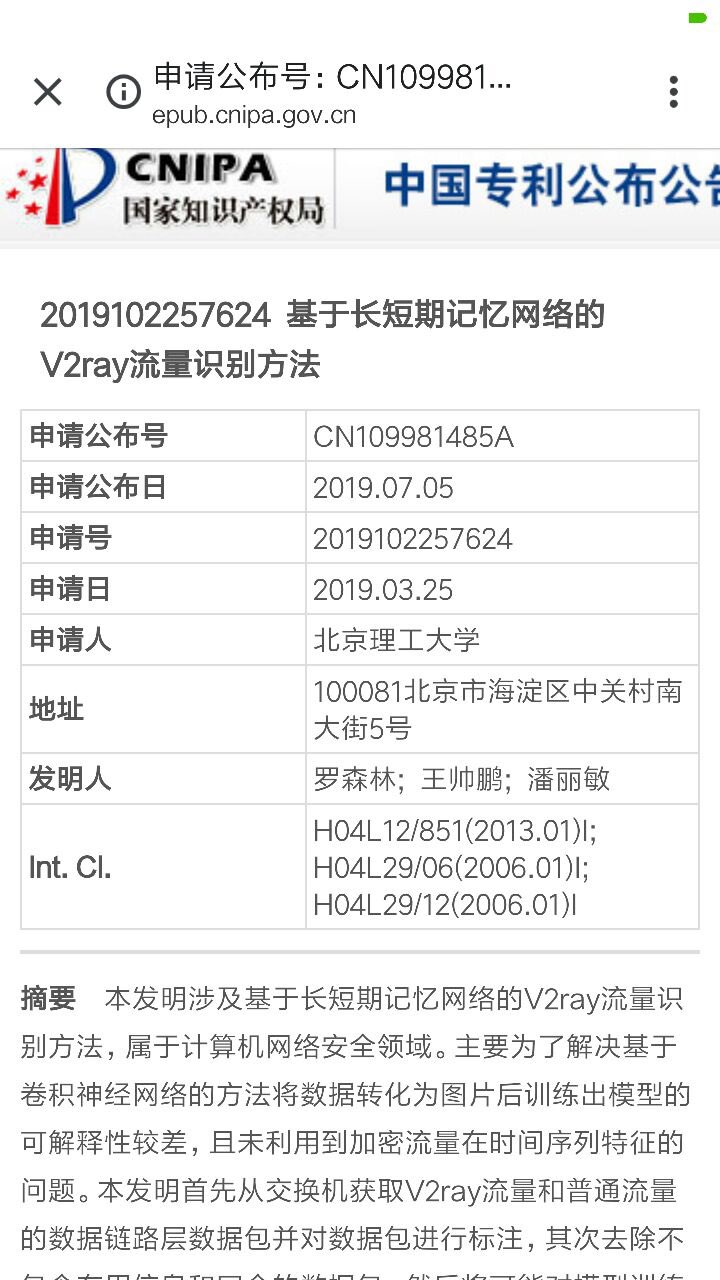 申请公布号: CN109981...
epub.cnipa.gov.cn
CNIPA
国家知识产权局
中国专利公布公告
2019102257624 基于长短期记忆网络的
V2ray流量识别方法
申请公布号 CN109981485A
申请公布日 2019.07.05
申请号 2019102257624
申请日 2019.03.25
申请人 北京理工大学
地址 100081北京市海淀区中关村南
大街5号
发明人 罗森林; 王帅鹏; 潘丽敏
Int. Cl. H04L12/851(2013.01)I;
H04L29/06(2006.01)I;
H04L29/12(2006.01)I
摘要 本发明涉及基于长短期记忆网络的V2ray流量识
别方法, 属于计算机网络安全领域。主要为了解决基于
卷积神经网络的方法将数据转化为图片后训练出模型的
可解释性较差, 且未利用到加密流量在时间序列特征的
问题。本发明首先从交换机获取V2ray流量和普通流量
的数据链路层数据包并对数据包进行标注, 其次去除不